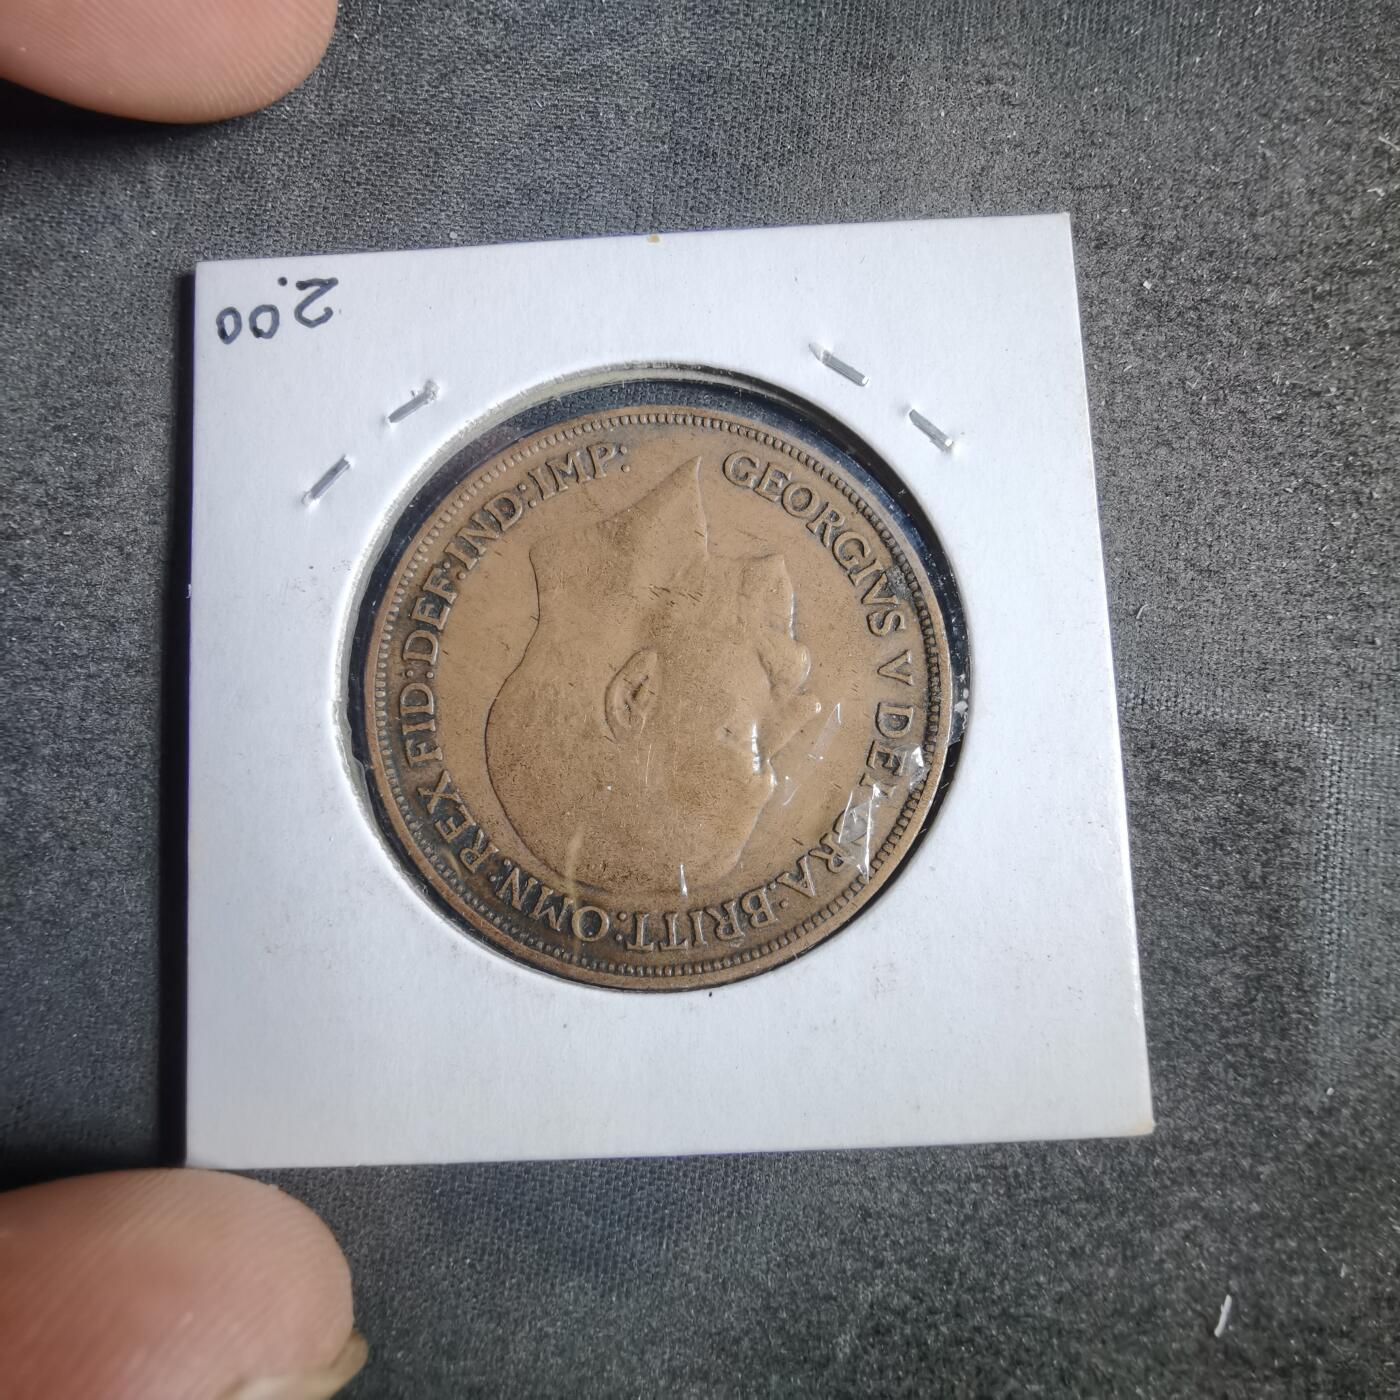 2.00
GEORGIVS V DEI GRA: BRITT: OMN: REX FID: DEF: IND: IMP: